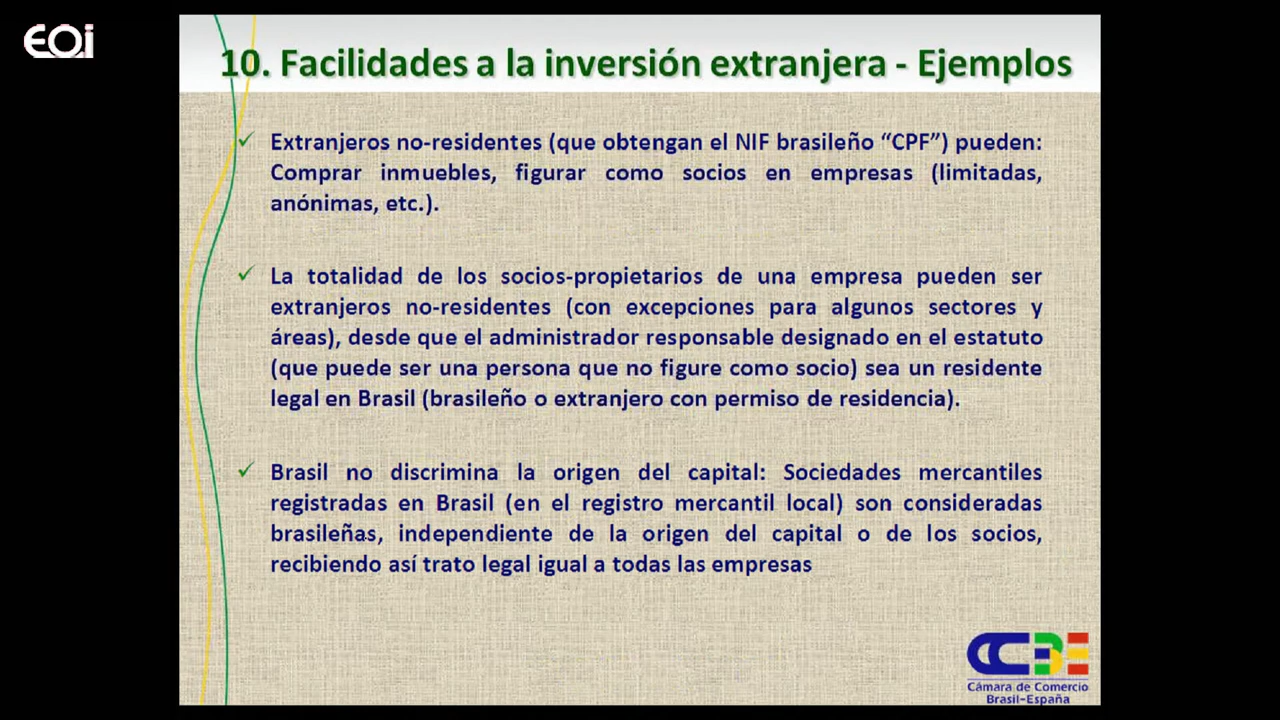 EOi
10. Facilidades a la inversión extranjera - Ejemplos
✓ Extranjeros no-residentes (que obtengan el NIF brasileño “CPF”) pueden:
Comprar inmuebles, figurar como socios en empresas (limitadas,
anónimas, etc.).
✓ La totalidad de los socios-propietarios de una empresa pueden ser
extranjeros no-residentes (con excepciones para algunos sectores y
áreas), desde que el administrador responsable designado en el estatuto
(que puede ser una persona que no figure como socio) sea un residente
legal en Brasil (brasileño o extranjero con permiso de residencia).
✓ Brasil no discrimina la origen del capital: Sociedades mercantiles
registradas en Brasil (en el registro mercantil local) son consideradas
brasileñas, independiente de la origen del capital o de los socios,
recibiendo así trato legal igual a todas las empresas
CCBE
Cámara de Comercio
Brasil-España